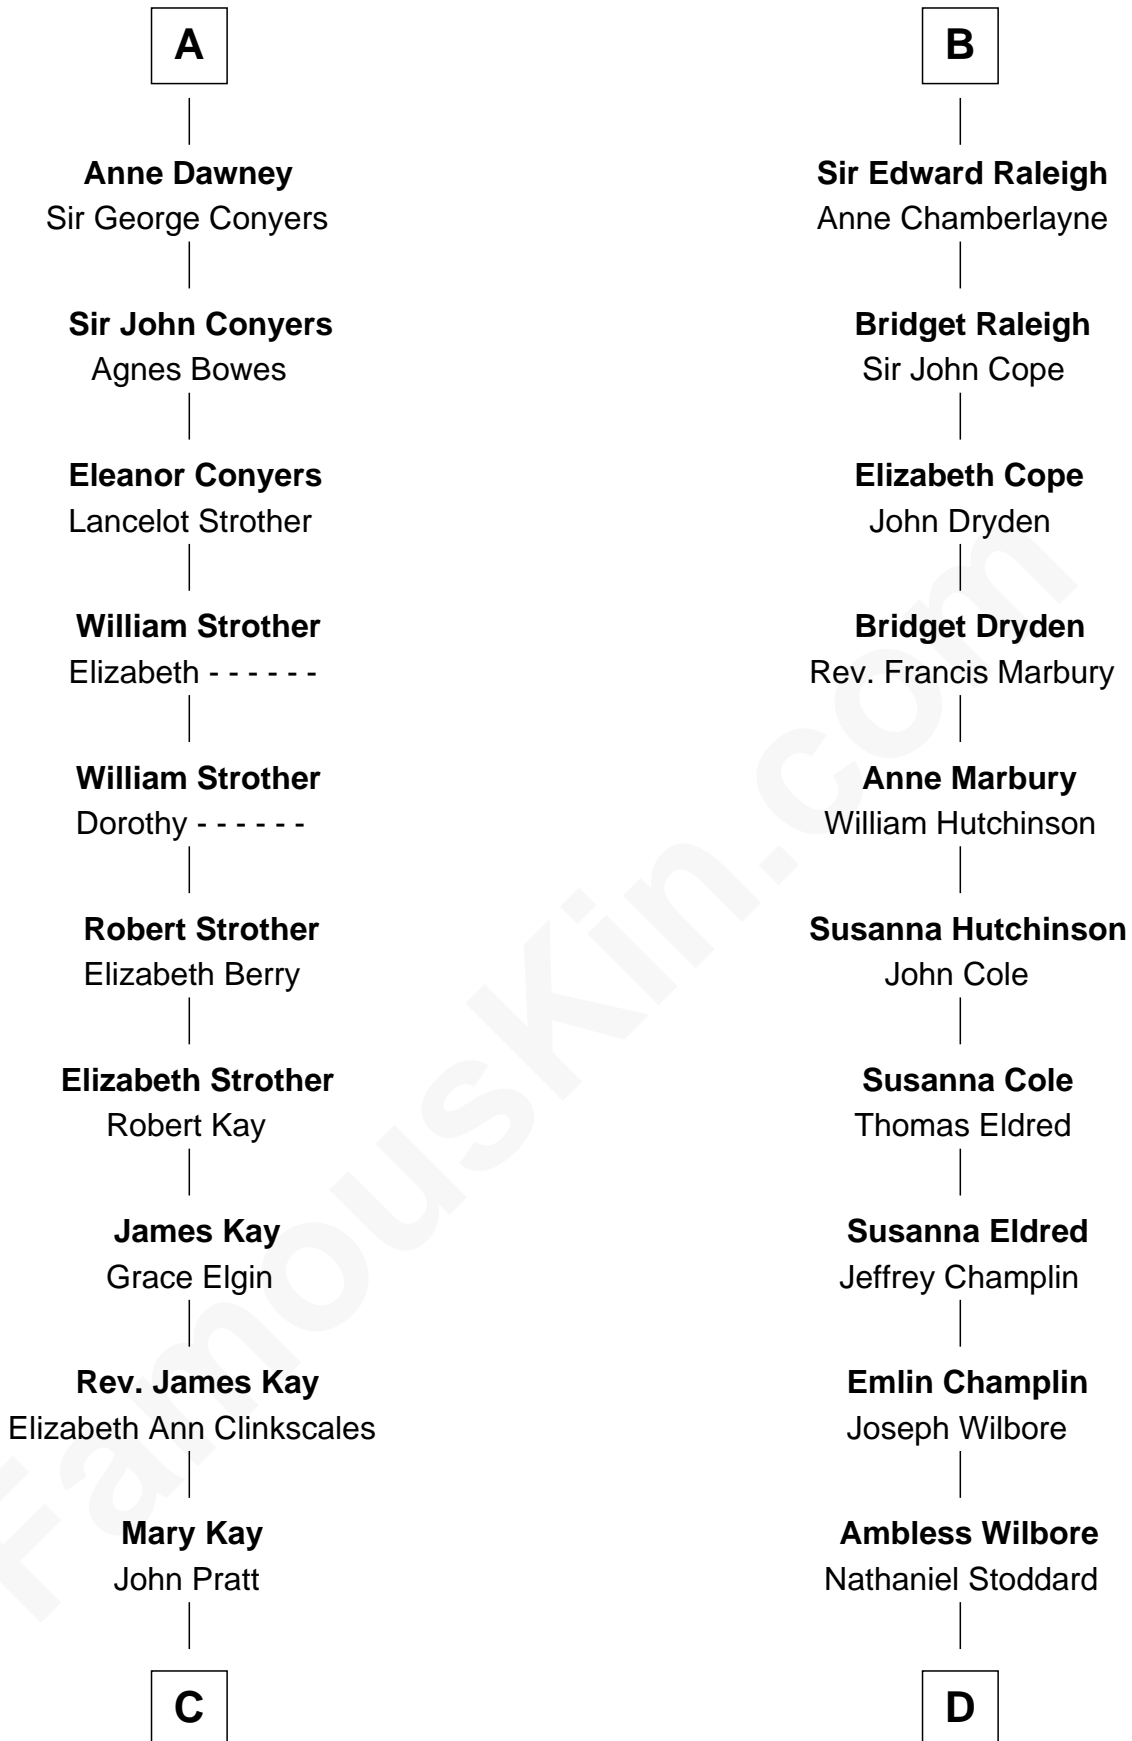 A
Anne Dawney
Sir George Conyers
Sir John Conyers
Agnes Bowes
Eleanor Conyers
Lancelot Strother
William Strother
Elizabeth - - - - - -
William Strother
Dorothy - - - - - -
Robert Strother
Elizabeth Berry
Elizabeth Strother
Robert Kay
James Kay
Grace Elgin
Rev. James Kay
Elizabeth Ann Clinkscales
Mary Kay
John Pratt
C
B
Sir Edward Raleigh
Anne Chamberlayne
Bridget Raleigh
Sir John Cope
Elizabeth Cope
John Dryden
Bridget Dryden
Rev. Francis Marbury
Anne Marbury
William Hutchinson
Susanna Hutchinson
John Cole
Susanna Cole
Thomas Eldred
Susanna Eldred
Jeffrey Champlin
Emlin Champlin
Joseph Wilbore
Ambless Wilbore
Nathaniel Stoddard
D
FamousKin.com